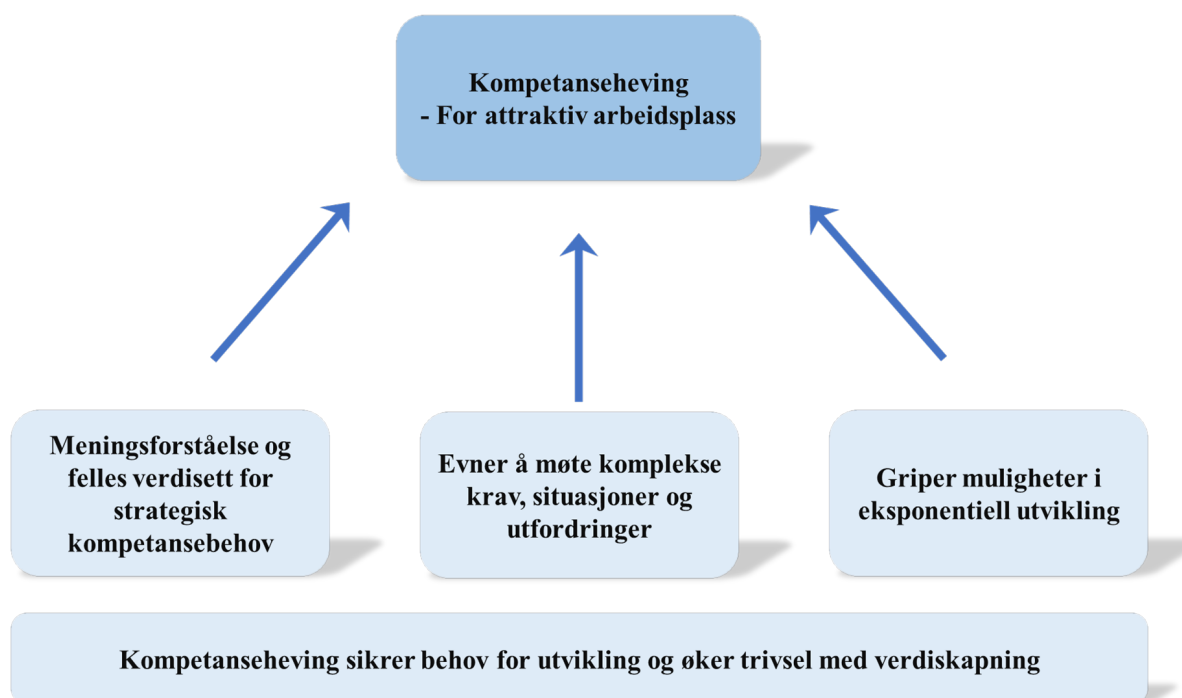 Kompetanseheving
- For attraktiv arbeidsplass
Meningsforståelse og
felles verdisett for
strategisk
kompetansebehov
Evner å møte komplekse
krav, situasjoner og
utfordringer
Griper muligheter i
eksponentiell utvikling
Kompetanseheving sikrer behov for utvikling og øker trivsel med verdiskapning